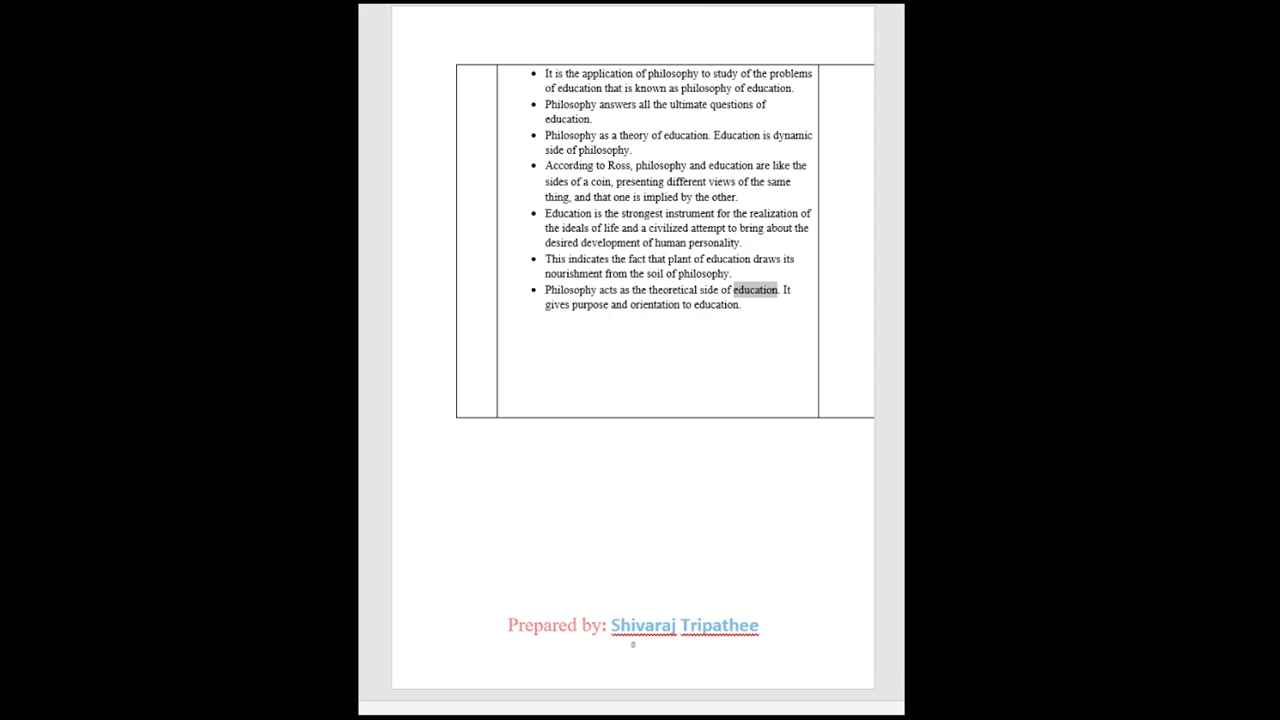 • It is the application of philosophy to study of the problems
of education that is known as philosophy of education.
• Philosophy answers all the ultimate questions of
education.
• Philosophy as a theory of education. Education is dynamic
side of philosophy.
• According to Ross, philosophy and education are like the
sides of a coin, presenting different views of the same
thing, and that one is implied by the other.
• Education is the strongest instrument for the realization of
the ideals of life and a civilized attempt to bring about the
desired development of human personality.
• This indicates the fact that plant of education draws its
nourishment from the soil of philosophy.
• Philosophy acts as the theoretical side of education. It
gives purpose and orientation to education.
Prepared by: Shivaraj Tripathee
8